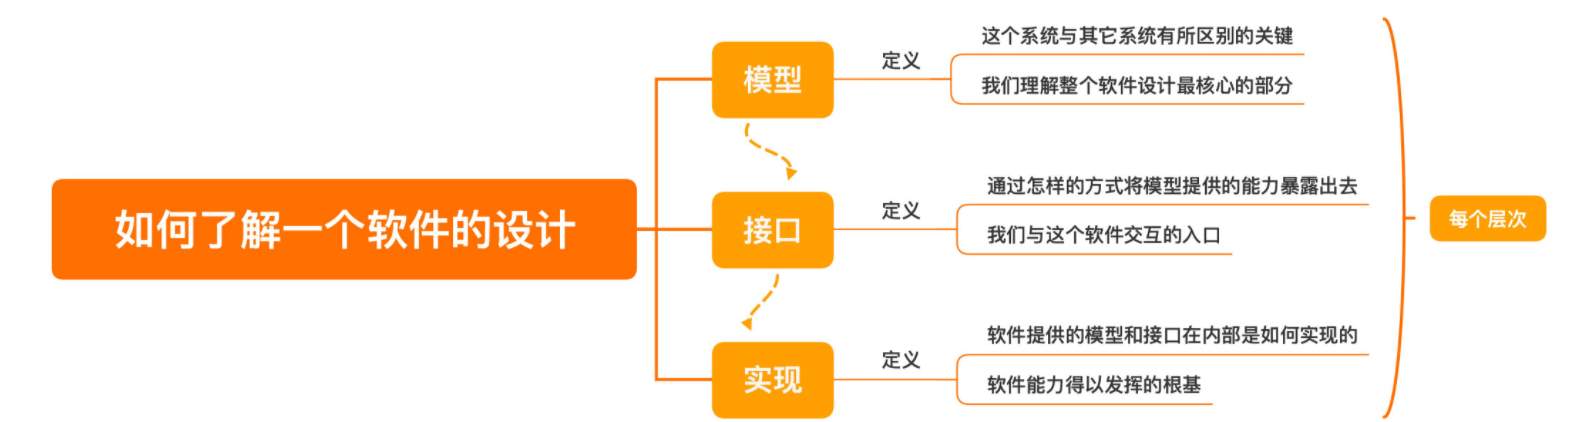 如何了解一个软件的设计
模型
定义
这个系统与其它系统有所区别的关键
我们理解整个软件设计最核心的部分
接口
定义
通过怎样的方式将模型提供的能力暴露出去
我们与这个软件交互的入口
实现
定义
软件提供的模型和接口在内部是如何实现的
软件能力得以发挥的根基
每个层次